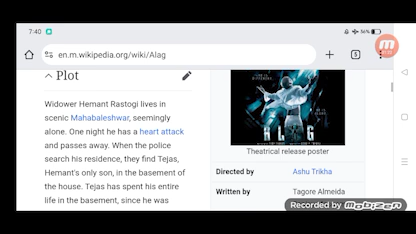 7:40
56%
en.m.wikipedia.org/wiki/Alag
5
Plot
Widower Hemant Rastogi lives in
scenic Mahabaleshwar, seemingly
alone. One night he has a heart attack
and passes away. When the police
search his residence, they find Tejas,
Hemant's only son, in the basement of
the house. Tejas has spent his entire
life in the basement, since he was
ALAG
Theatrical release poster
Directed by
Ashu Trikha
Written by
Tagore Almeida
Recorded by
mobizen